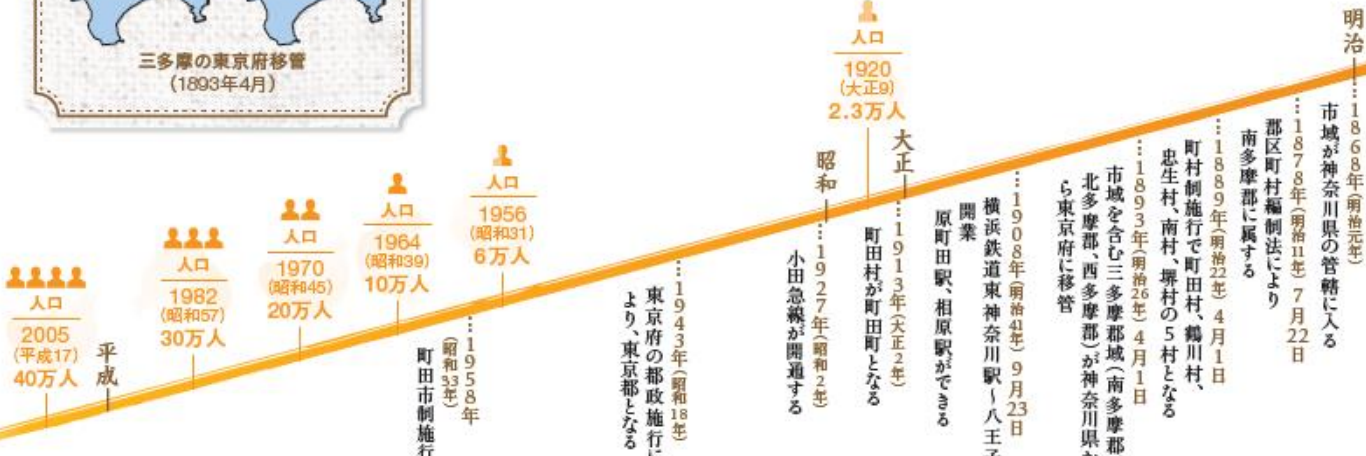 三多摩の東京府移管
(1893年4月)
明治
1868年(明治元年)
市域が神奈川県の管轄に入る
1878年(明治11年)7月22日
郡区町村編制法により
南多摩郡に属する
1889年(明治22年)4月1日
町村制施行で町田村、鶴川村、
忠生村、南村、堺村の5村となる
1893年(明治26年)4月1日
市域を含む三多摩郡域(南多摩郡
北多摩郡、西多摩郡)が神奈川県か
ら東京府に移管
1908年(明治41年)9月23日
横浜鉄道東神奈川駅~八王子
開業
原町田駅、相原駅ができる
大正
1913年(大正2年)
町田村が町田町となる
人口
1920
(大正9)
2.3万人
昭和
1927年(昭和2年)
小田急線が開通する
1943年(昭和18年)
東京府の都政施行に
より、東京都となる
人口
1956
(昭和31)
6万人
1958年
(昭和33年)
町田市制施行
人口
1964
(昭和39)
10万人
人口
1970
(昭和45)
20万人
人口
1982
(昭和57)
30万人
平成
人口
2005
(平成17)
40万人